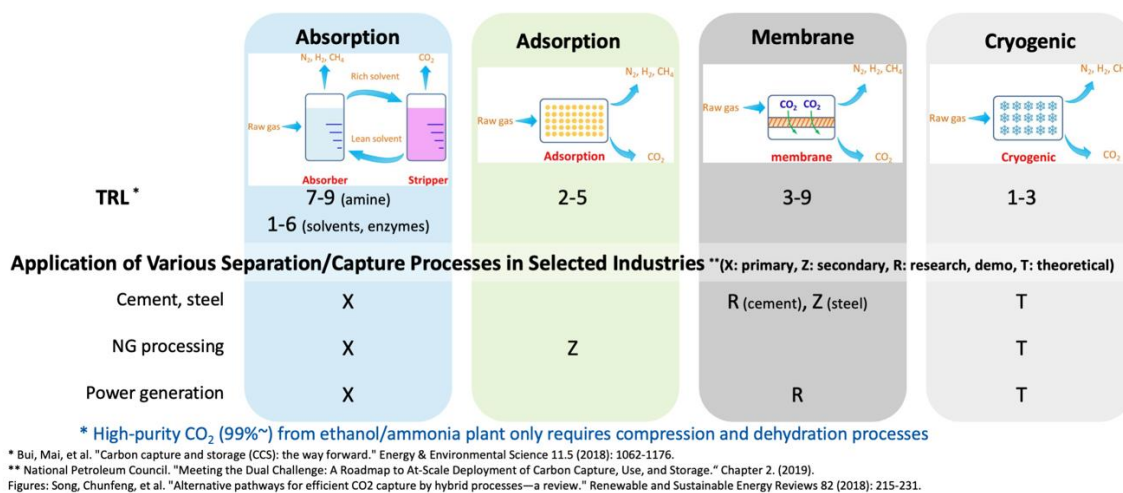 Absorption
Adsorption
Membrane
Cryogenic
N₂, H₂, CH₄
CO₂
Rich solvent
Raw gas
Lean solvent
Absorber
Stripper
N₂, H₂, CH₄
Raw gas
Adsorption
CO₂
N₂, H₂, CH₄
CO₂ CO₂
Raw gas
membrane
CO₂
N₂, H₂, CH
Raw gas
Cryogenic
CO₂
TRL *
7-9 (amine)
1-6 (solvents, enzymes)
2-5
3-9
1-3
Application of Various Separation/Capture Processes in Selected Industries **(X: primary, Z: secondary, R: research, demo, T: theoretical)
Cement, steel X R (cement), Z (steel) T
NG processing X Z T
Power generation X R T
* High-purity CO₂ (99%~) from ethanol/ammonia plant only requires compression and dehydration processes
* Bui, Mai, et al. "Carbon capture and storage (CCS): the way forward." Energy & Environmental Science 11.5 (2018): 1062-1176.
** National Petroleum Council. "Meeting the Dual Challenge: A Roadmap to At-Scale Deployment of Carbon Capture, Use, and Storage.“ Chapter 2. (2019).
Figures: Song, Chunfeng, et al. "Alternative pathways for efficient CO2 capture by hybrid processes—a review." Renewable and Sustainable Energy Reviews 82 (2018): 215-231.